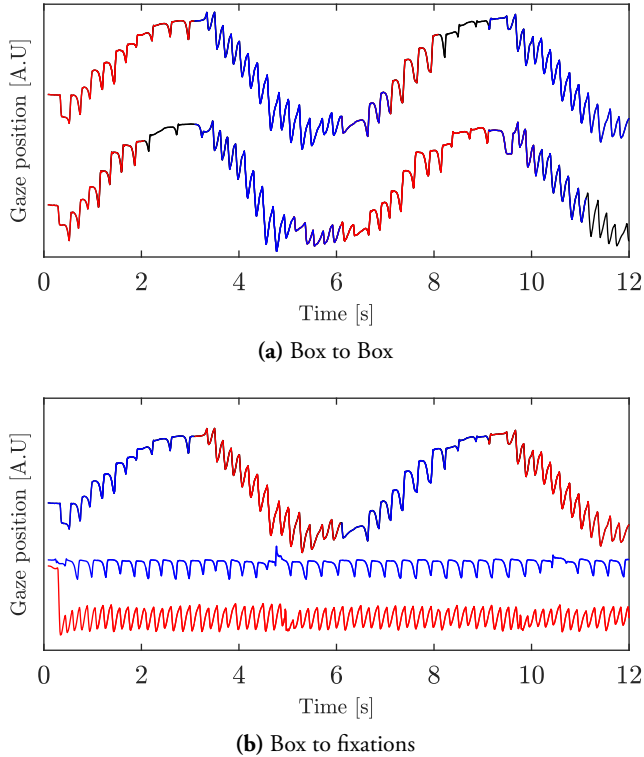 Gaze position [A.U]
0 2 4 6 8 10 12
Time [s]
(a) Box to Box
Gaze position [A.U]
0 2 4 6 8 10 12
Time [s]
(b) Box to fixations